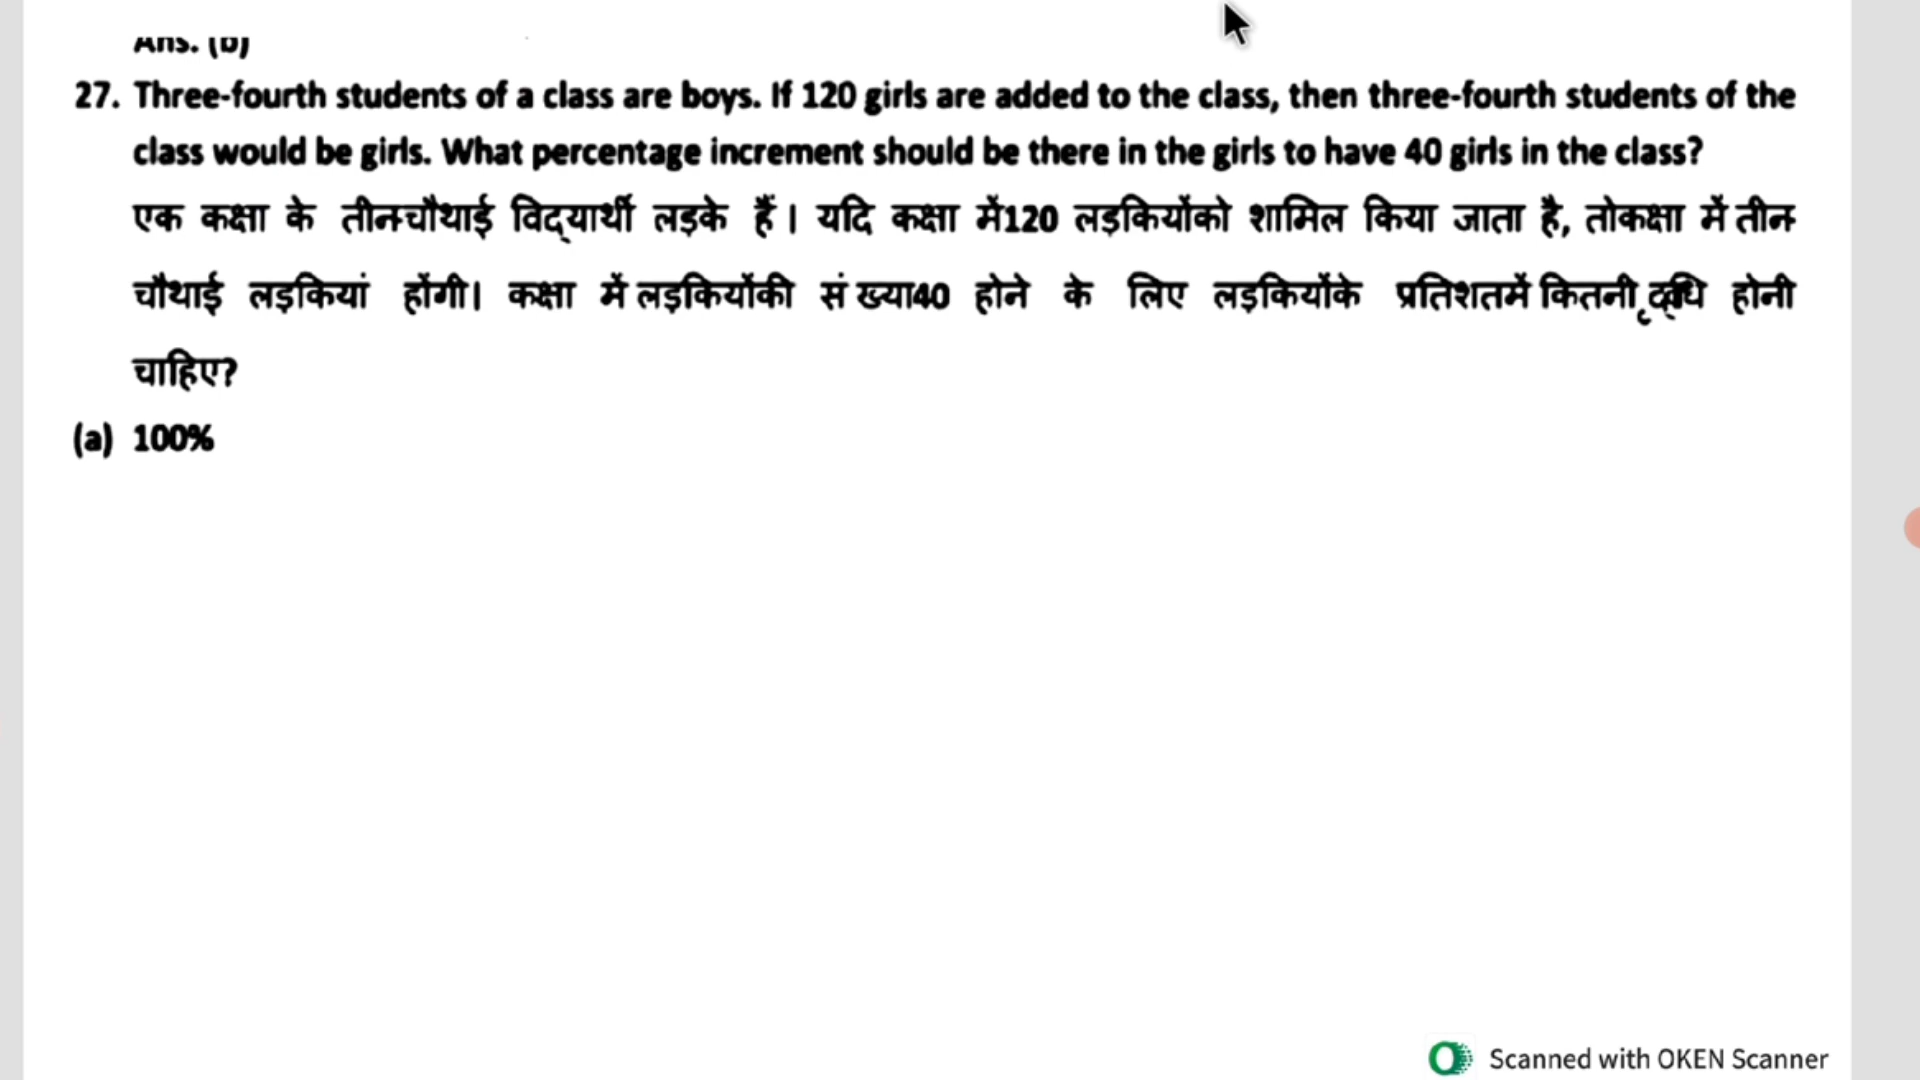 Ans. (b)
27. Three-fourth students of a class are boys. If 120 girls are added to the class, then three-fourth students of the
class would be girls. What percentage increment should be there in the girls to have 40 girls in the class?
एक कक्षा के तीन-चौथाई विद्यार्थी लड़के हैं। यदि कक्षा में120 लड़कियोंको शामिल किया जाता है, तोकक्षा में तीन-
चौथाई लड़कियां होंगी। कक्षा में लड़कियोंकी सं ख्या40 होने के लिए लड़कियोंके प्रतिशतमें कितनी होनी
चाहिए?
(a) 100%
Scanned with OKEN Scanner